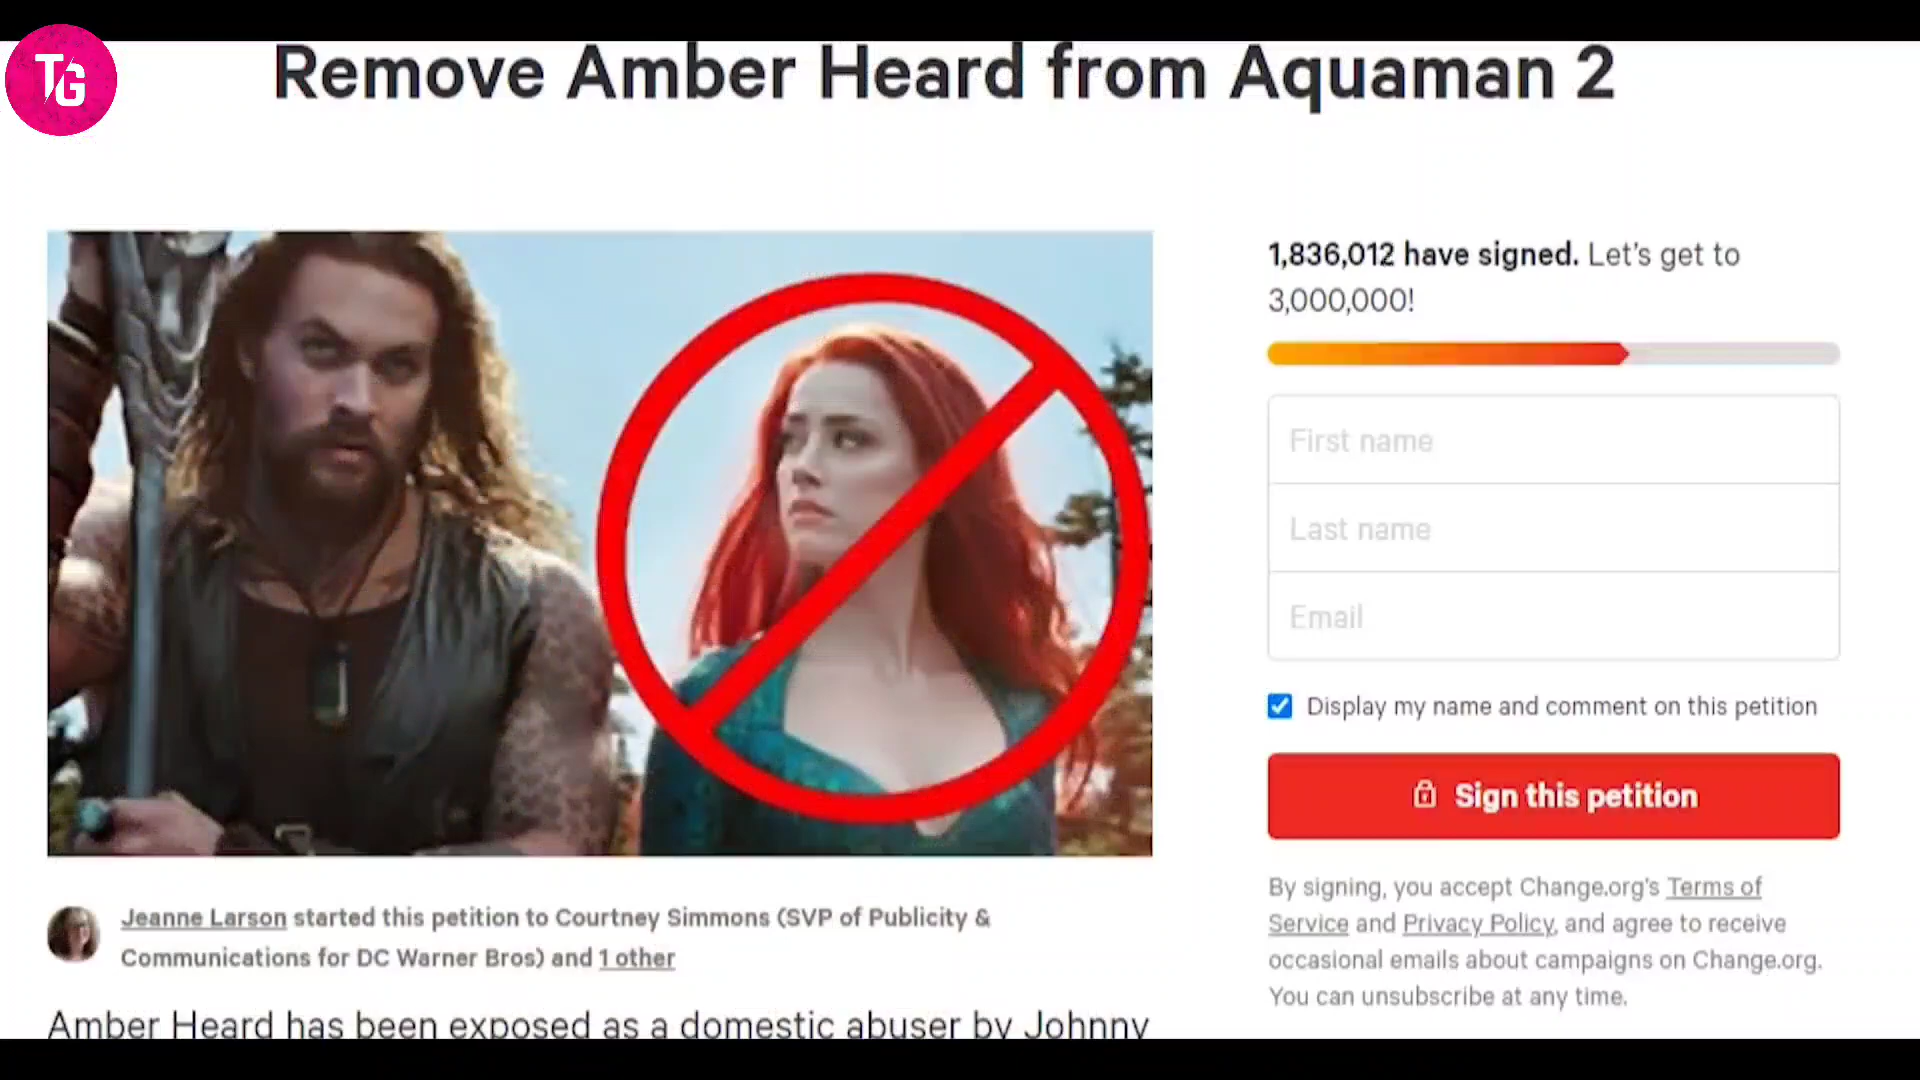 TG
Remove Amber Heard from Aquaman 2
1,836,012 have signed. Let's get to
3,000,000!
First name
Last name
Email
Display my name and comment on this petition
Sign this petition
By signing, you accept Change.org's Terms of
Service and Privacy Policy, and agree to receive
occasional emails about campaigns on Change.org.
You can unsubscribe at any time.
Jeanne Larson started this petition to Courtney Simmons (SVP of Publicity &
Communications for DC Warner Bros) and 1 other
Amber Heard has been exposed as a domestic abuser by Johnny